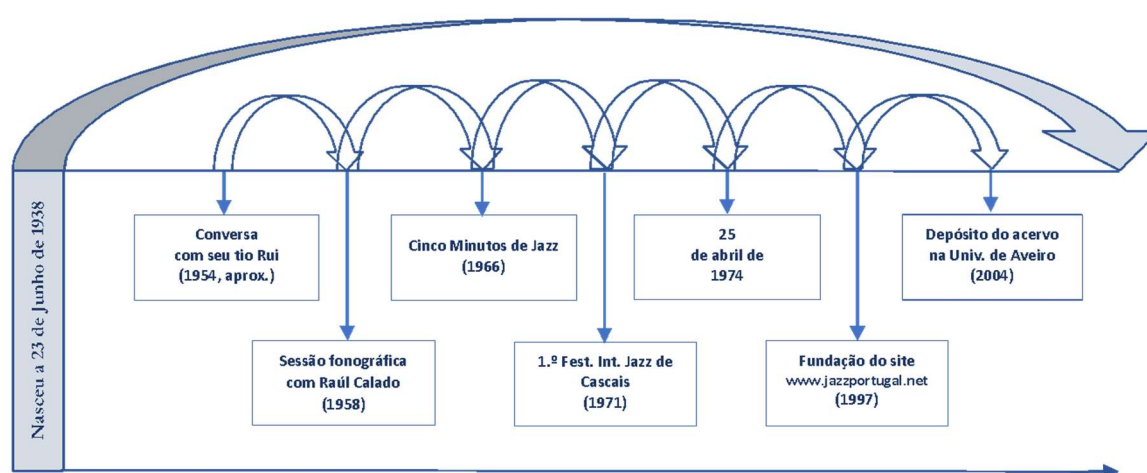 Nasceu a 23 de Junho de 1938
Conversa
com seu tio Rui
(1954, aprox.)
Sessão fonográfica
com Raúl Calado
(1958)
Cinco Minutos de Jazz
(1966)
1.º Fest. Int. Jazz de
Cascais
(1971)
25
de abril de
1974
Fundação do site
www.jazzportugal.net
(1997)
Depósito do acervo
na Univ. de Aveiro
(2004)